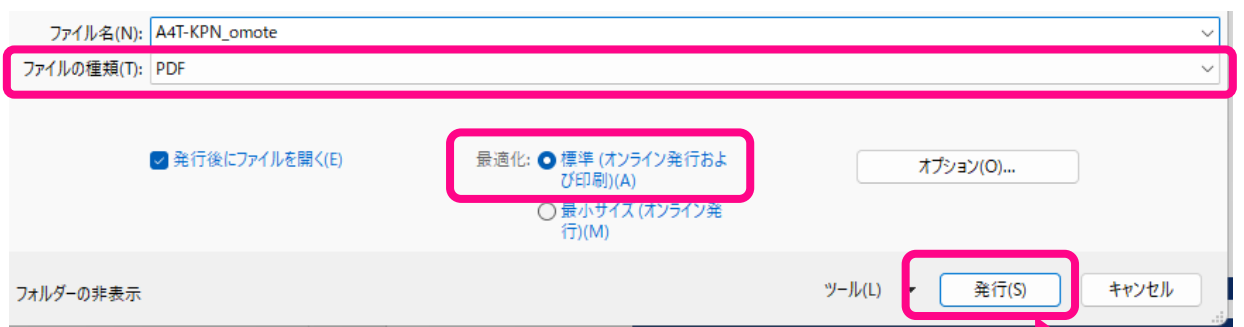 ファイル名(N): A4T-KPN_omote
ファイルの種類(T): PDF
発行後にファイルを開く(E)
最適化: 標準 (オンライン発行およ
び印刷)(A)
最小サイズ (オンライン発
行)(M)
オプション(O)...
フォルダーの非表示
ツール(L) 発行(S) キャンセル